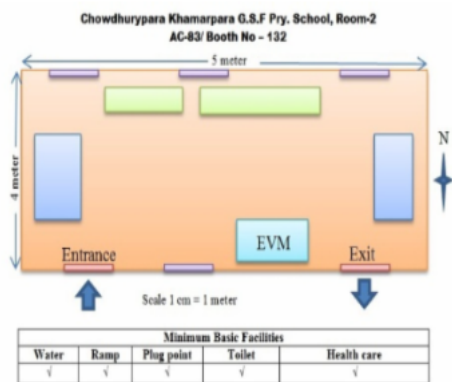 Chowdhurypara Khamarpara G.S.F Pry. School, Room-2
AC-83/ Booth No – 132
5 meter
4 meter
N
EVM
Entrance
Exit
Scale 1 cm = 1 meter
Minimum Basic Facilities
Water Ramp Plug point Toilet Health care
√ √ √ √ √